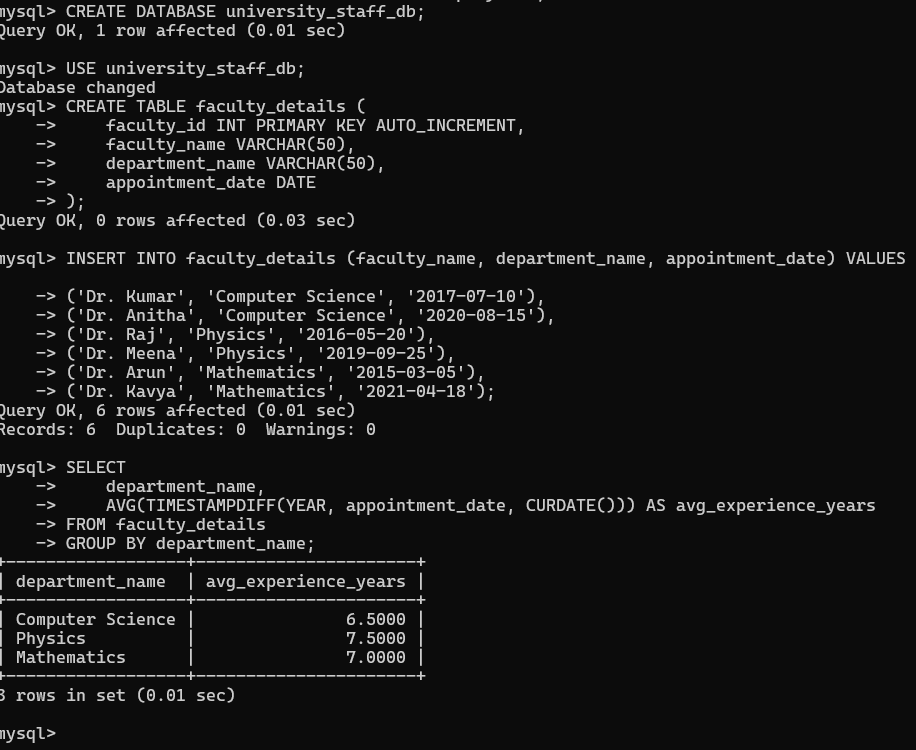 mysql> CREATE DATABASE university_staff_db;
Query OK, 1 row affected (0.01 sec)
mysql> USE university_staff_db;
Database changed
mysql> CREATE TABLE faculty_details (
    ->     faculty_id INT PRIMARY KEY AUTO_INCREMENT,
    ->     faculty_name VARCHAR(50),
    ->     department_name VARCHAR(50),
    ->     appointment_date DATE
    -> );
Query OK, 0 rows affected (0.03 sec)
mysql> INSERT INTO faculty_details (faculty_name, department_name, appointment_date) VALUES
    -> ('Dr. Kumar', 'Computer Science', '2017-07-10'),
    -> ('Dr. Anitha', 'Computer Science', '2020-08-15'),
    -> ('Dr. Raj', 'Physics', '2016-05-20'),
    -> ('Dr. Meena', 'Physics', '2019-09-25'),
    -> ('Dr. Arun', 'Mathematics', '2015-03-05'),
    -> ('Dr. Kavya', 'Mathematics', '2021-04-18');
Query OK, 6 rows affected (0.01 sec)
Records: 6  Duplicates: 0  Warnings: 0
mysql> SELECT
    ->     department_name,
    ->     AVG(TIMESTAMPDIFF(YEAR, appointment_date, CURDATE())) AS avg_experience_years
    -> FROM faculty_details
    -> GROUP BY department_name;
+------------------+----------------------+
| department_name  | avg_experience_years |
+------------------+----------------------+
| Computer Science |               6.5000 |
| Physics          |               7.5000 |
| Mathematics      |               7.0000 |
+------------------+----------------------+
3 rows in set (0.01 sec)
mysql>